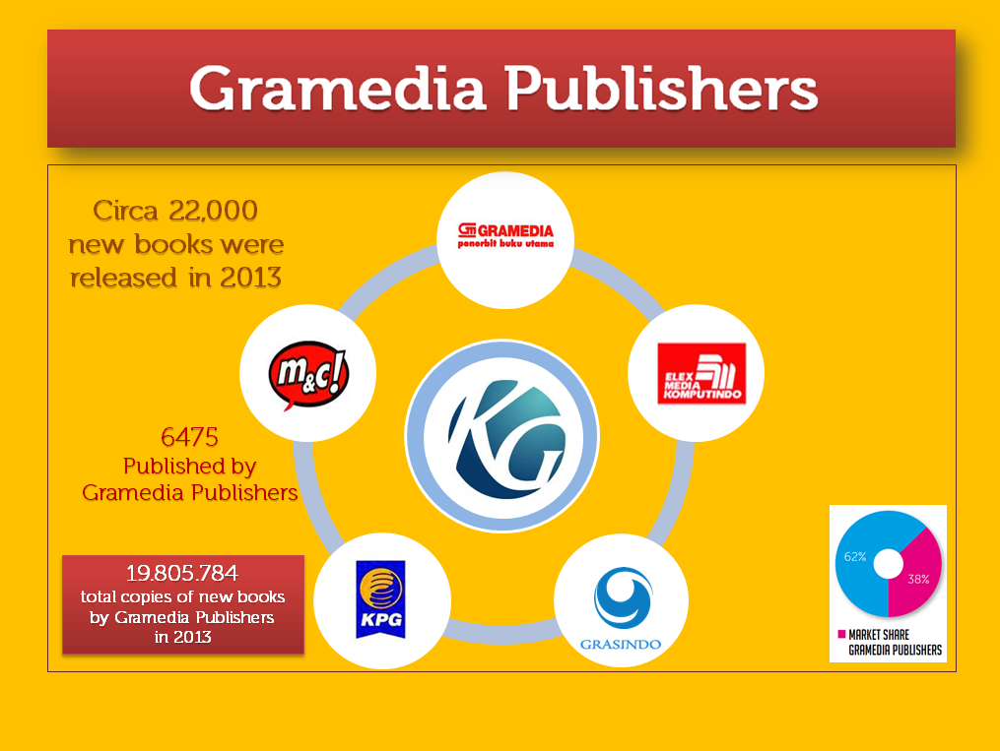 Gramedia Publishers
Circa 22,000
new books were
released in 2013
GM GRAMEDIA
penerbit buku utama
m&c!
ELEX
MEDIA
KOMPUTINDO
KG
6475
Published by
Gramedia Publishers
19.805.784
total copies of new books
by Gramedia Publishers
in 2013
KPG
GRASINDO
62%
38%
MARKET SHARE
GRAMEDIA PUBLISHERS